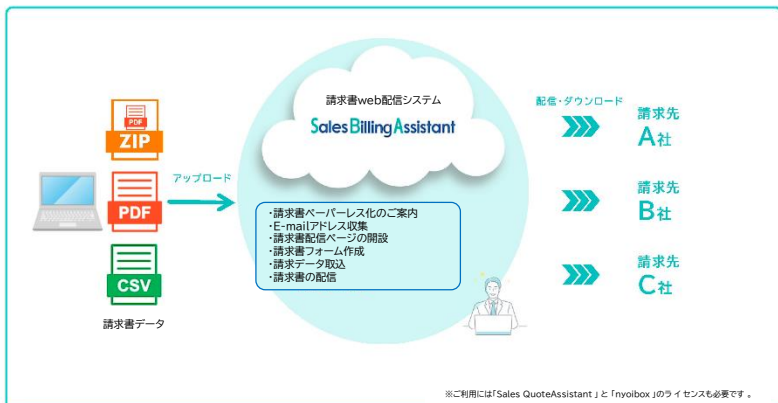 請求書web配信システム
Sales Billing Assistant
PDF
ZIP
PDF
CSV
請求書データ
アップロード
・請求書ペーパーレス化のご案内
・E-mailアドレス収集
・請求書配信ページの開設
・請求書フォーム作成
・請求データ取込
・請求書の配信
配信・ダウンロード
請求先
A社
請求先
B社
請求先
C社
※ご利用には「Sales QuoteAssistant 」と 「nyoibox 」のライセンスも必要です 。